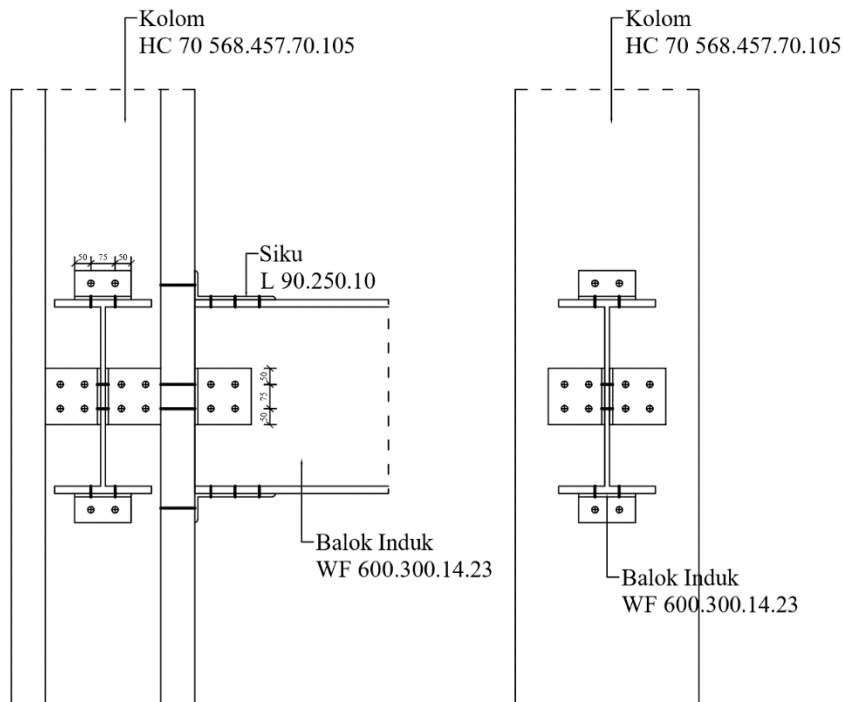 Kolom
HC 70 568.457.70.105
Kolom
HC 70 568.457.70.105
50 75 50
Siku
L 90.250.10
50
75
50
Balok Induk
WF 600.300.14.23
Balok Induk
WF 600.300.14.23